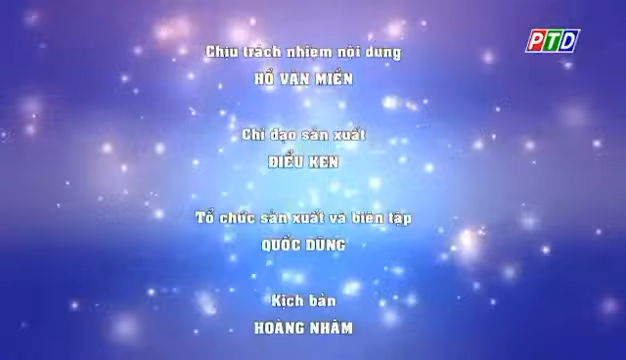 PTD
Chịu trách nhiệm nội dung
HỒ VĂN MIÊN
Chỉ đạo sản xuất
ĐIỂU KEN
Tổ chức sản xuất và biên tập
QUỐC DŨNG
Kịch bản
HOÀNG NHÂM